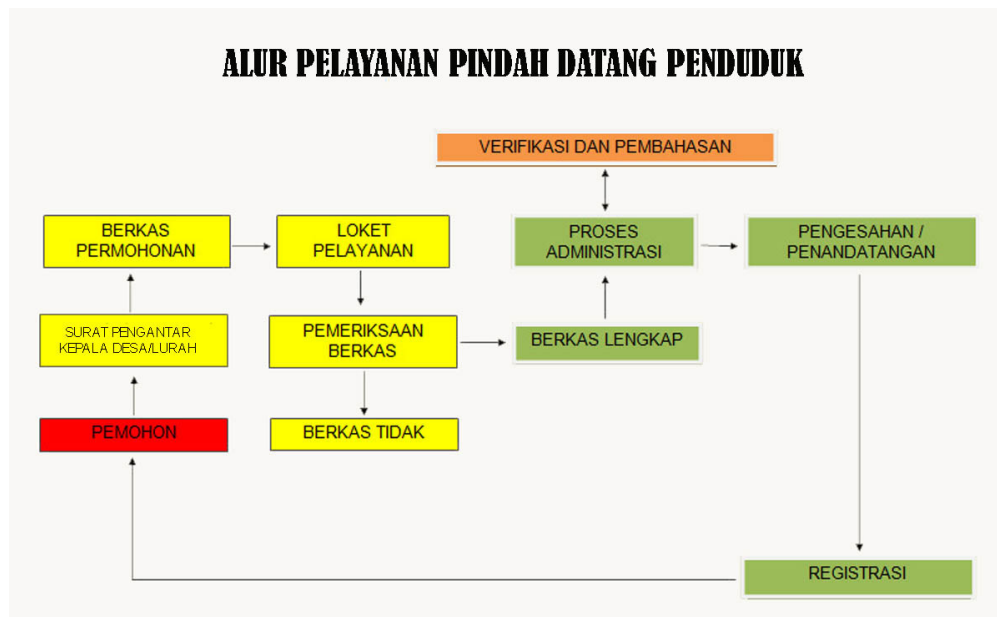 ALUR PELAYANAN PINDAH DATANG PENDUDUK
VERIFIKASI DAN PEMBAHASAN
BERKAS
PERMOHONAN
LOKET
PELAYANAN
PROSES
ADMINISTRASI
PENGESAHAN /
PENANDATANGAN
SURAT PENGANTAR
KEPALA DESA/LURAH
PEMERIKSAAN
BERKAS
BERKAS LENGKAP
PEMOHON
BERKAS TIDAK
REGISTRASI